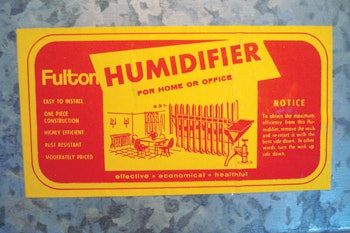 Fulton HUMIDIFIER
FOR HOME OR OFFICE
EASY TO INSTALL
ONE PIECE
CONSTRUCTION
HIGHLY EFFICIENT
RUST RESISTANT
MODERATELY PRICED
NOTICE
To obtain the maximum
efficiency from this Hu-
midifier, remove the wick
and re-insert it with the
bent side down. In other
words, turn the wick up
side down.
effective • economical • healthful